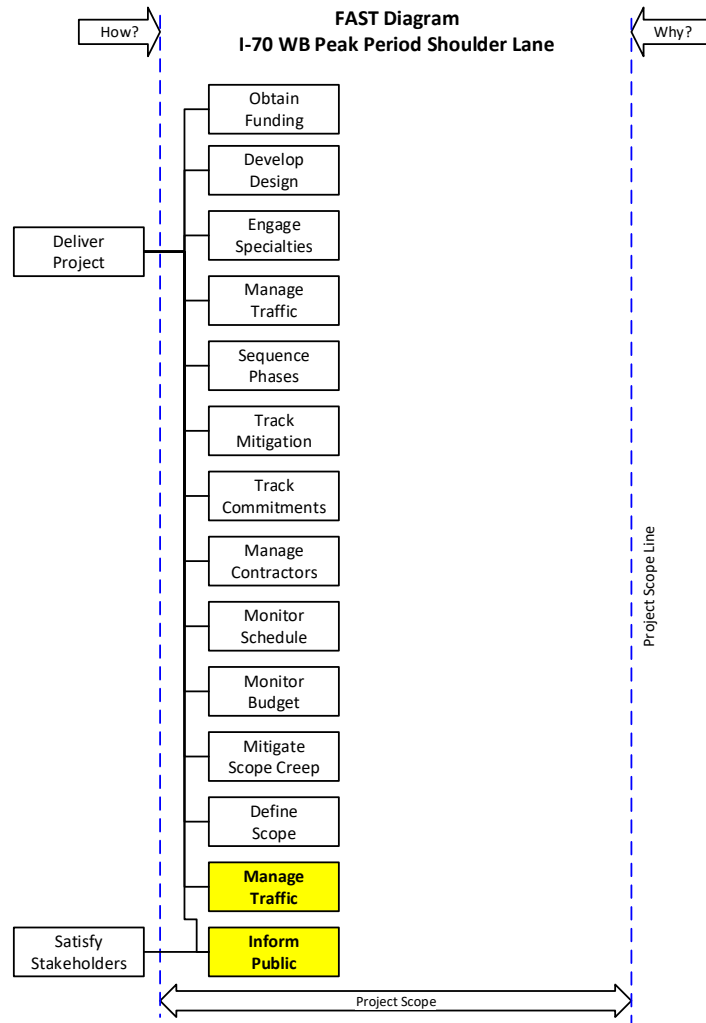 How?
FAST Diagram
I-70 WB Peak Period Shoulder Lane
Why?
Obtain
Funding
Develop
Design
Engage
Specialties
Deliver
Project
Manage
Traffic
Sequence
Phases
Track
Mitigation
Track
Commitments
Manage
Contractors
Project Scope Line
Monitor
Schedule
Monitor
Budget
Mitigate
Scope Creep
Define
Scope
Manage
Traffic
Satisfy
Stakeholders
Inform
Public
Project Scope